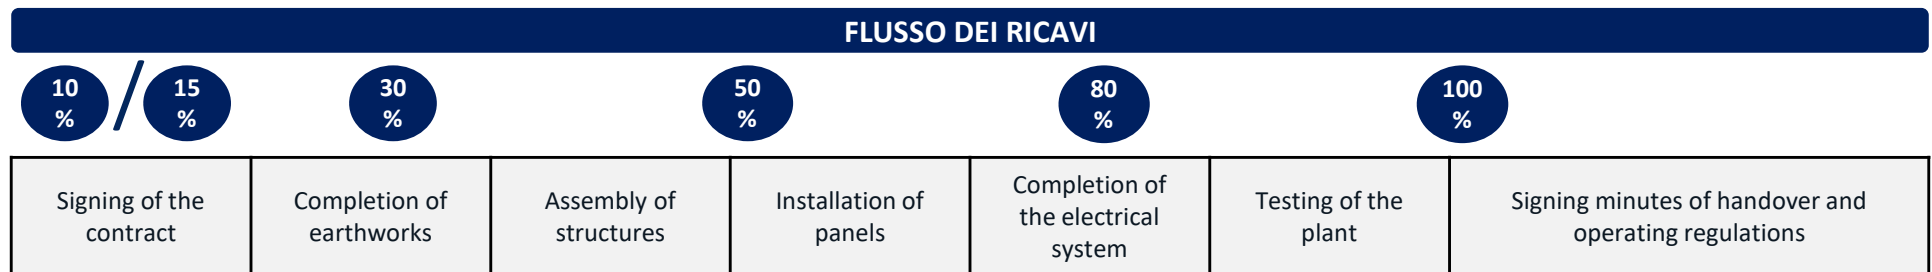 FLUSSO DEI RICAVI
10
%
/
15
%
30
%
50
%
80
%
100
%
Signing of the
contract
Completion of
earthworks
Assembly of
structures
Installation of
panels
Completion of
the electrical
system
Testing of the
plant
Signing minutes of handover and
operating regulations